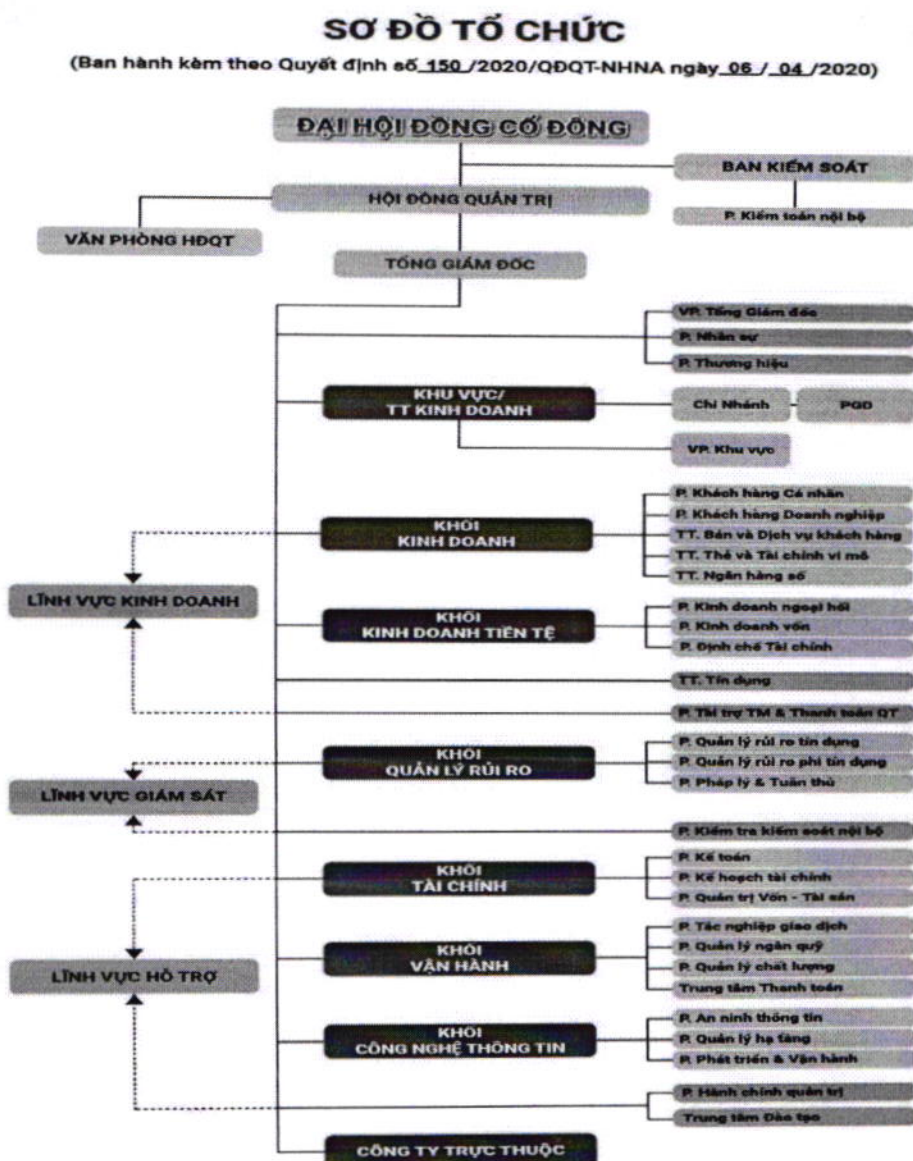 SƠ ĐỒ TỔ CHỨC
(Ban hành kèm theo Quyết định số 150 /2020/QĐQT-NHNA ngày 06 / 04 /2020)
ĐẠI HỘI ĐỒNG CỔ ĐÔNG
BAN KIỂM SOÁT
HỘI ĐỒNG QUẢN TRỊ
P. Kiểm toán nội bộ
VĂN PHÒNG HĐQT
TỔNG GIÁM ĐỐC
VP. Tổng Giám đốc
P. Nhân sự
P. Thương hiệu
KHU VỰC/
TT KINH DOANH
Chi Nhánh
PGD
VP. Khu vực
KHỐI
KINH DOANH
P. Khách hàng Cá nhân
P. Khách hàng Doanh nghiệp
TT. Bán và Dịch vụ khách hàng
TT. Thẻ và Tài chính vi mô
TT. Ngân hàng số
LĨNH VỰC KINH DOANH
KHỐI
KINH DOANH TIỀN TỆ
P. Kinh doanh ngoại hối
P. Kinh doanh vốn
P. Định chế Tài chính
TT. Tín dụng
P. Tài trợ TM & Thanh toán QT
KHỐI
QUẢN LÝ RỦI RO
P. Quản lý rủi ro tín dụng
P. Quản lý rủi ro phi tín dụng
P. Pháp lý & Tuân thủ
LĨNH VỰC GIÁM SÁT
P. Kiểm tra kiểm soát nội bộ
KHỐI
TÀI CHÍNH
P. Kế toán
P. Kế hoạch tài chính
P. Quản trị Vốn - Tài sản
LĨNH VỰC HỖ TRỢ
KHỐI
VẬN HÀNH
P. Tác nghiệp giao dịch
P. Quản lý ngân quỹ
P. Quản lý chất lượng
Trung tâm Thanh toán
KHỐI
CÔNG NGHỆ THÔNG TIN
P. An ninh thông tin
P. Quản lý hạ tầng
P. Phát triển & Vận hành
P. Hành chính quản trị
Trung tâm Đào tạo
CÔNG TY TRỰC THUỘC